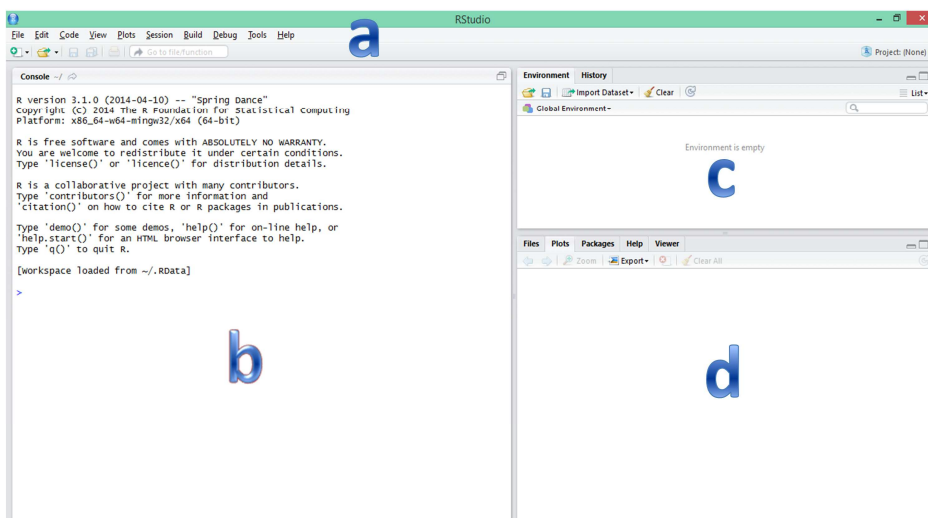 RStudio
File Edit Code View Plots Session Build Debug Tools Help
a
Go to file/function
Project: (None)
Console ~/
R version 3.1.0 (2014-04-10) -- "Spring Dance"
Copyright (C) 2014 The R Foundation for Statistical Computing
Platform: x86_64-w64-mingw32/x64 (64-bit)
R is free software and comes with ABSOLUTELY NO WARRANTY.
You are welcome to redistribute it under certain conditions.
Type 'license()' or 'licence()' for distribution details.
R is a collaborative project with many contributors.
Type 'contributors()' for more information and
'citation()' on how to cite R or R packages in publications.
Type 'demo()' for some demos, 'help()' for on-line help, or
'help.start()' for an HTML browser interface to help.
Type 'q()' to quit R.
[Workspace loaded from ~/.RData]
>
b
Environment History
Import Dataset Clear List
Global Environment
Environment is empty
c
Files Plots Packages Help Viewer
Zoom Export Clear All
d